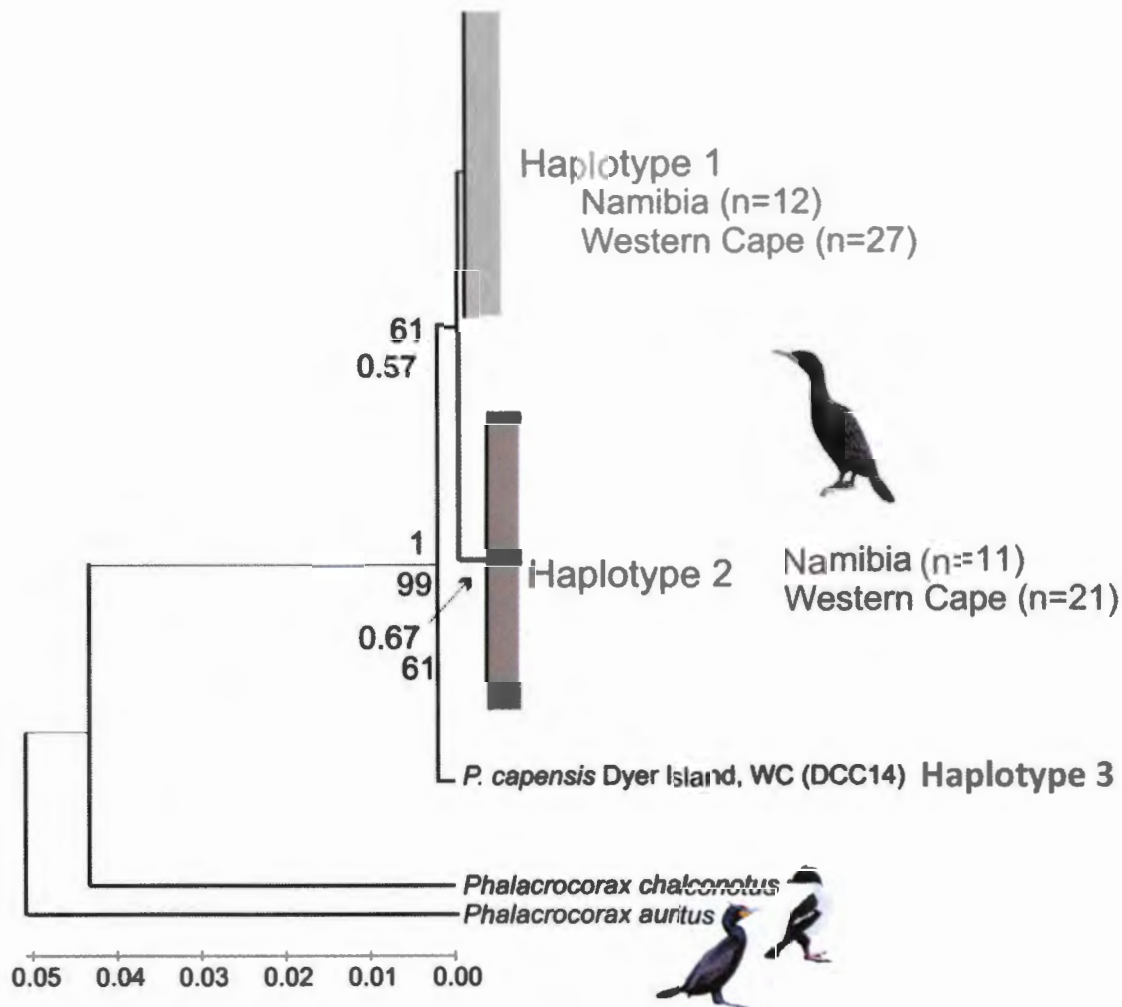 Haplotype 1
Namibia (n=12)
Western Cape (n=27)
61
0.57
1
99
Haplotype 2
Namibia (n=11)
Western Cape (n=21)
0.67
61
P. capensis Dyer Island, WC (DCC14) Haplotype 3
Phalacrocorax chalconotus
Phalacrocorax auritus
0.05 0.04 0.03 0.02 0.01 0.00